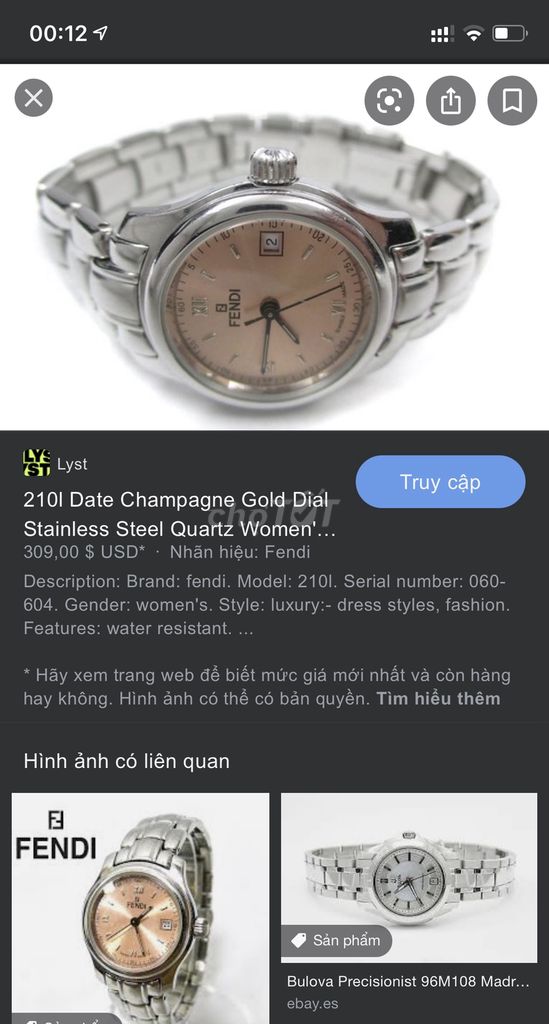 00:12
2
FENDI
LYST
Lyst
Truy cập
210l Date Champagne Gold Dial
Stainless Steel Quartz Women'...
309,00 $ USD* · Nhãn hiệu: Fendi
chợTỐT
Description: Brand: fendi. Model: 210l. Serial number: 060-
604. Gender: women's. Style: luxury:- dress styles, fashion.
Features: water resistant. ...
* Hãy xem trang web để biết mức giá mới nhất và còn hàng
hay không. Hình ảnh có thể có bản quyền. Tìm hiểu thêm
Hình ảnh có liên quan
FENDI
FENDI
Sản phẩm
Bulova Precisionist 96M108 Madr...
ebay.es